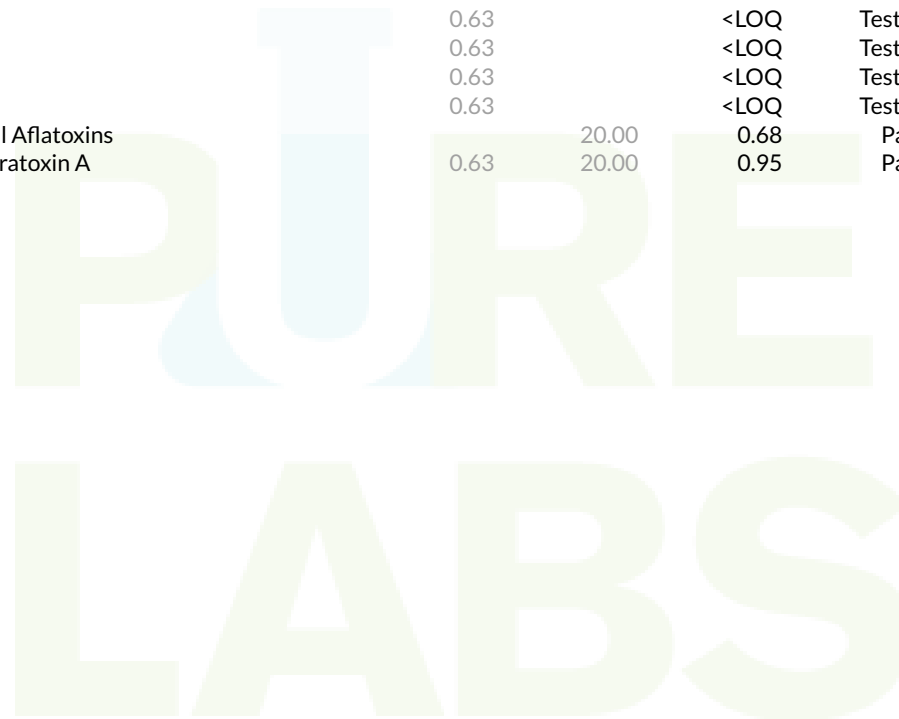 0.63 <LOQ Test
0.63 <LOQ Test
0.63 <LOQ Test
0.63 <LOQ Test
l Aflatoxins 20.00 0.68 Pa
ratoxin A 0.63 20.00 0.95 Pa
PURE
LABS